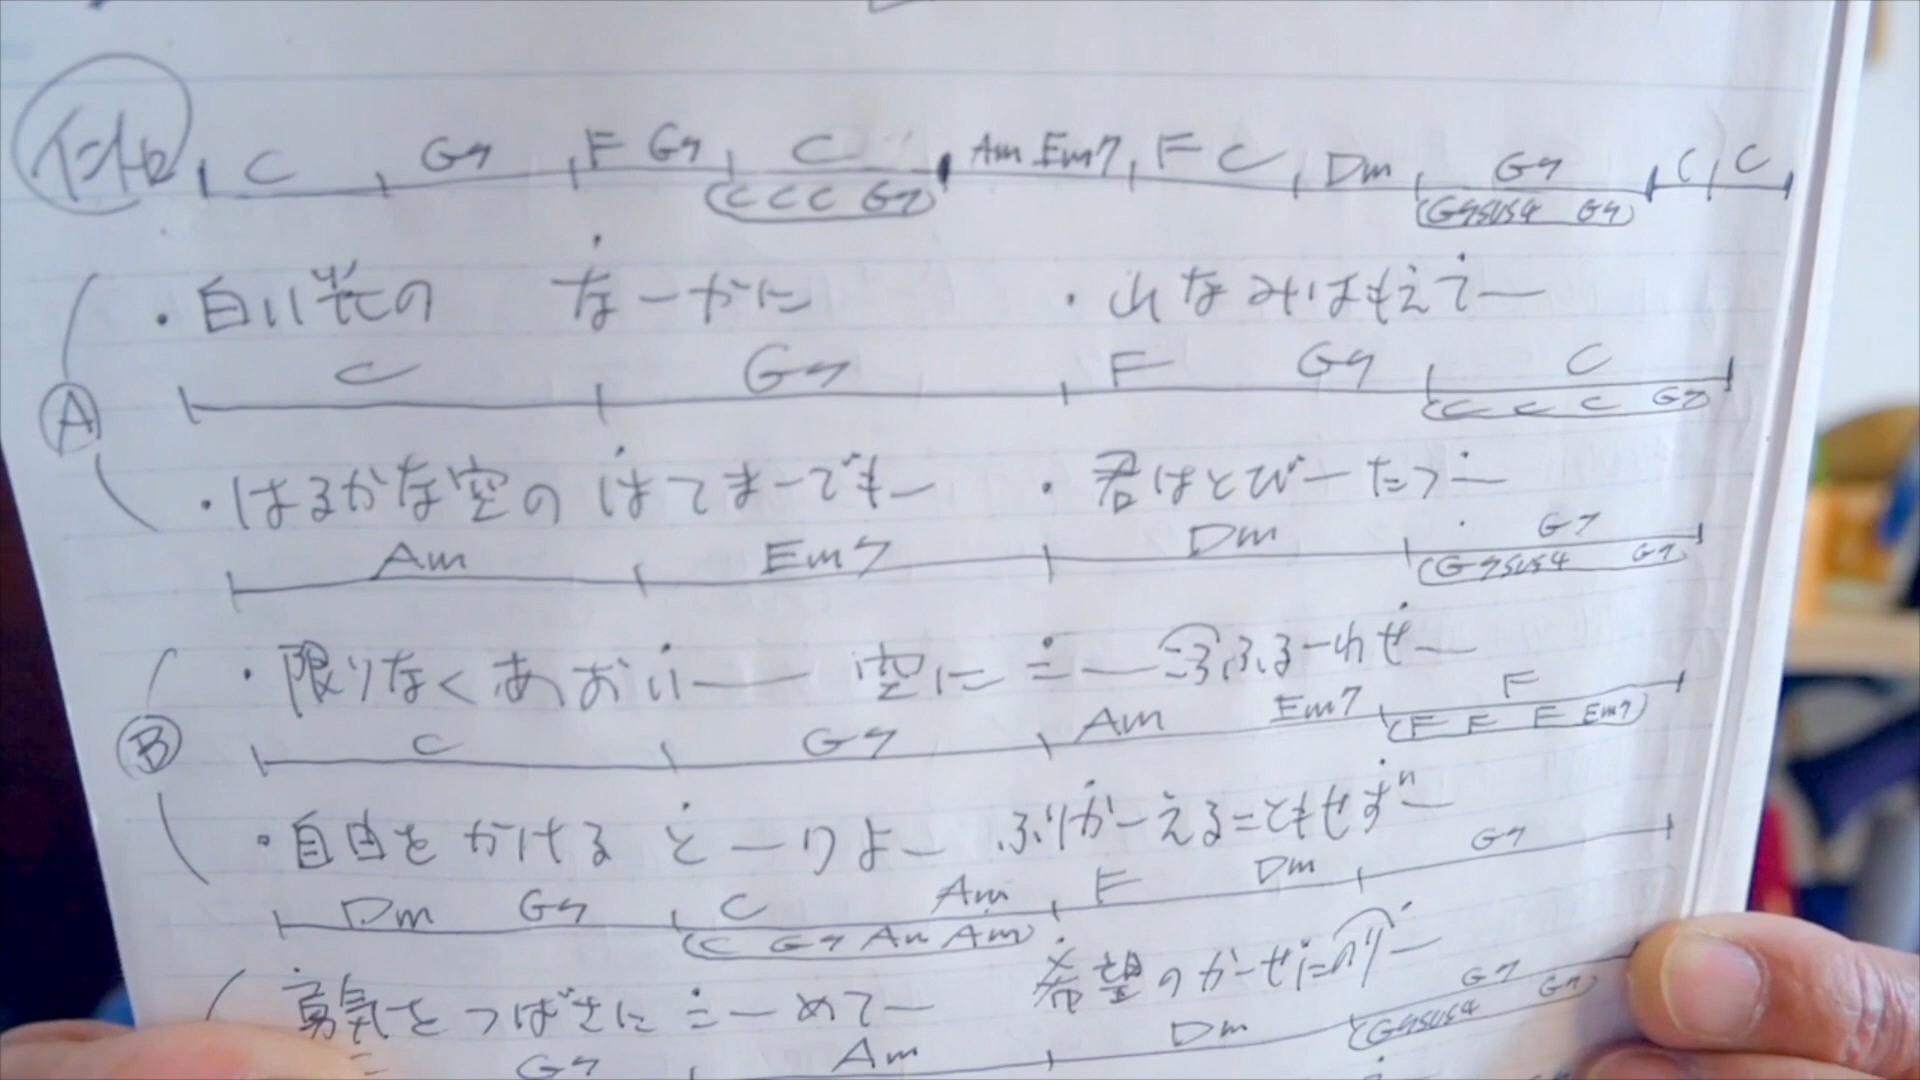 イントロ C G7 F G7 C Am Em7 F C Dm G7 C C
(C C C G7) (G7sus4 G7)
・白い光の なーかに ・山なみはもえてー
C G7 F G7 C
(C C C G7)
A
・はるかな空の はてまーでもー ・君はとびーたつー
Am Em7 Dm G7
(G7sus4 G7)
・限りなくあおいー 空にこーころふるーわせー
C G7 Am Em7 F
(F F F Em7)
B
・自由をかける とーりよー ふりかーえることもせずー
Dm G7 C Am F Dm G7
(C G7 Am Am)
勇気をつばさにこーめてー 希望のかーぜにのりー
G7 Am Dm G7
(G7sus4 G7)